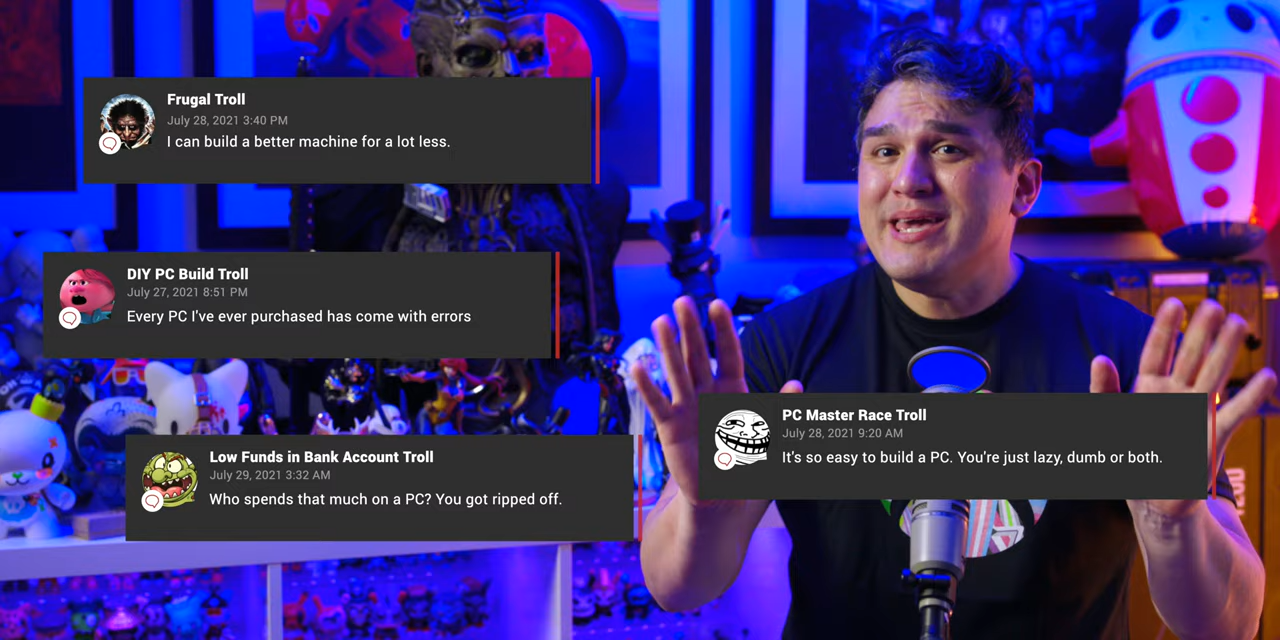 Frugal Troll
July 28, 2021 3:40 PM
I can build a better machine for a lot less.
DIY PC Build Troll
July 27, 2021 8:51 PM
Every PC I've ever purchased has come with errors
PC Master Race Troll
July 28, 2021 9:20 AM
It's so easy to build a PC. You're just lazy, dumb or both.
Low Funds in Bank Account Troll
July 29, 2021 3:32 AM
Who spends that much on a PC? You got ripped off.